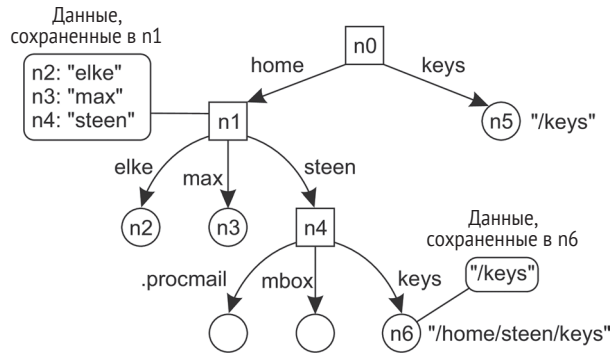 Данные,
сохраненные в n1
n2: "elke"
n3: "max"
n4: "steen"
n0
home
keys
n1
n5
"/keys"
elke
max
steen
n2
n3
n4
Данные,
сохраненные в n6
"/keys"
.procmail
mbox
keys
n6
"/home/steen/keys"